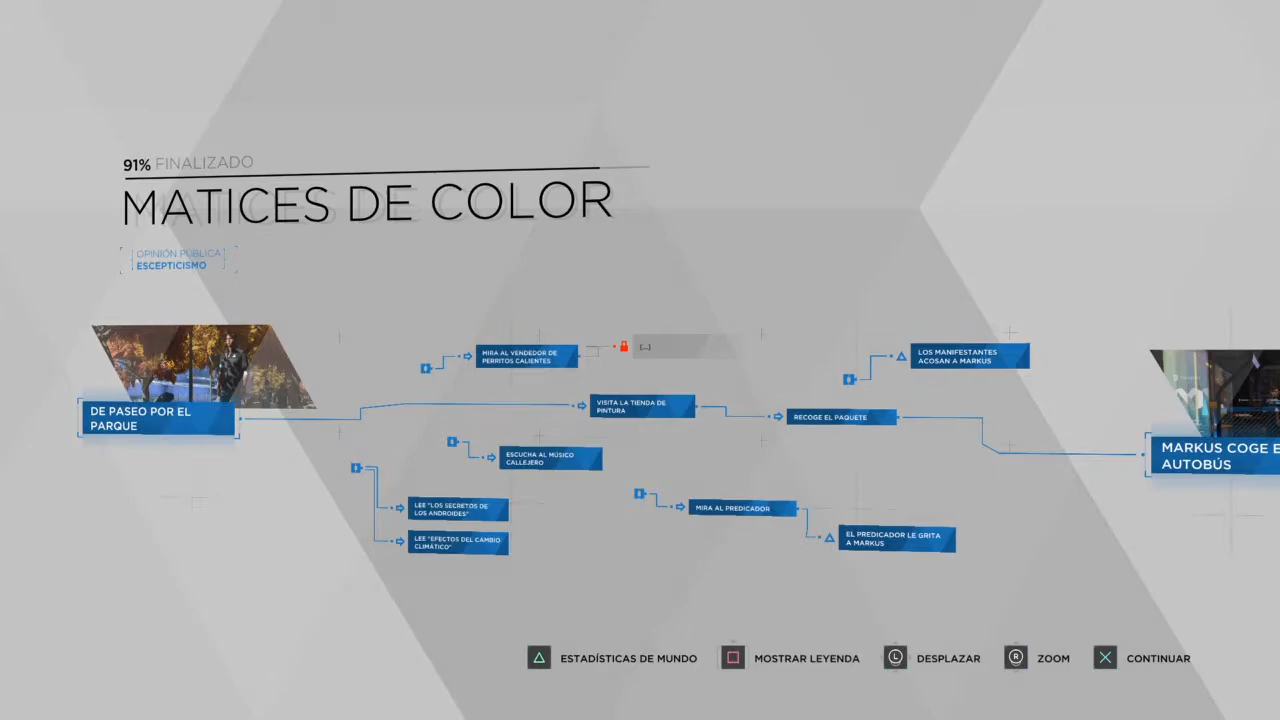 91% FINALIZADO
MATICES DE COLOR
OPINIÓN PÚBLICA
ESCEPTICISMO
MIRA AL VENDEDOR DE
PERRITOS CALIENTES
[...]
LOS MANIFESTANTES
ACOSAN A MARKUS
DE PASEO POR EL
PARQUE
VISITA LA TIENDA DE
PINTURA
RECOGE EL PAQUETE
MARKUS COGE E
AUTOBÚS
ESCUCHA AL MÚSICO
CALLEJERO
LEE "LOS SECRETOS DE
LOS ANDROIDES"
MIRA AL PREDICADOR
LEE "EFECTOS DEL CAMBIO
CLIMÁTICO"
EL PREDICADOR LE GRITA
A MARKUS
ESTADÍSTICAS DE MUNDO
MOSTRAR LEYENDA
L DESPLAZAR
R ZOOM
CONTINUAR